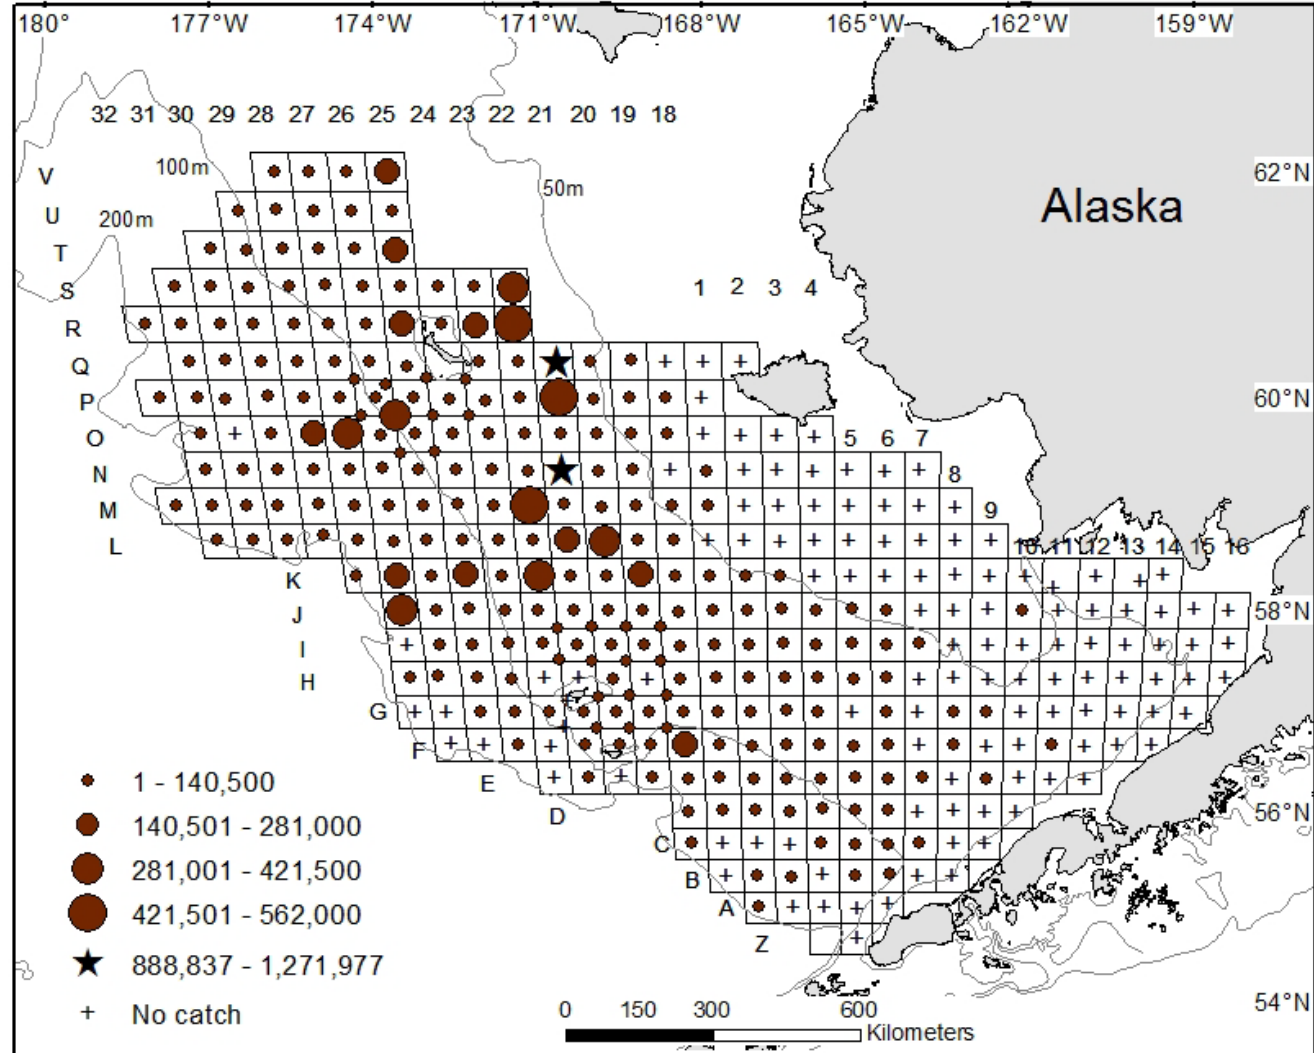 180° 177°W 174°W 171°W 168°W 165°W 162°W 159°W
32 31 30 29 28 27 26 25 24 23 22 21 20 19 18
100m
62°N
V
50m
Alaska
U
200m
T
S
1 2 3 4
R
Q
P
60°N
O
5 6 7
N
8
M
9
L
10 11 12 13 14 15 16
K
58°N
J
I
H
G
F
E
1 - 140,500
D
56°N
140,501 - 281,000
C
281,001 - 421,500
B
A
421,501 - 562,000
Z
888,837 - 1,271,977
54°N
No catch
0 150 300 600
Kilometers